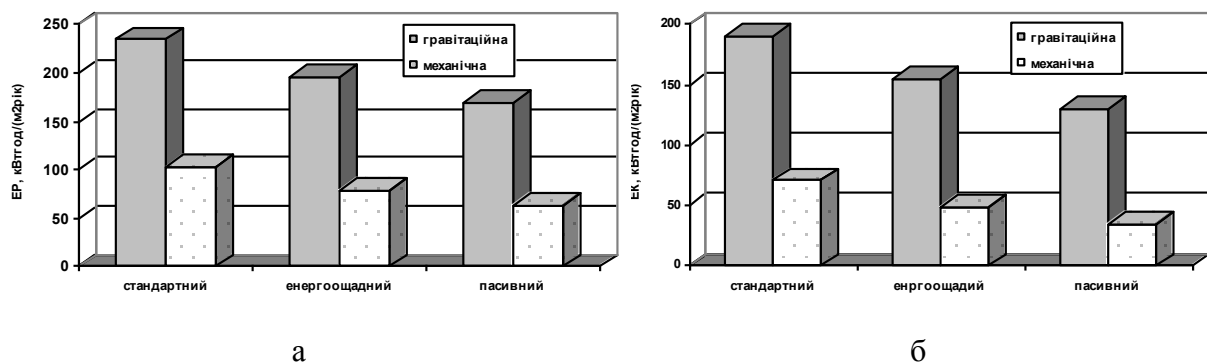 ЕР, кВтгод/(м2рік)
250
200
150
100
50
0
гравітаційна
механічна
стандартний
енергоощадний
пасивний
а
ЕК, кВтгод/(м2рік)
200
150
100
50
0
гравітаційна
механічна
стандартний
енргоощадий
пасивний
б